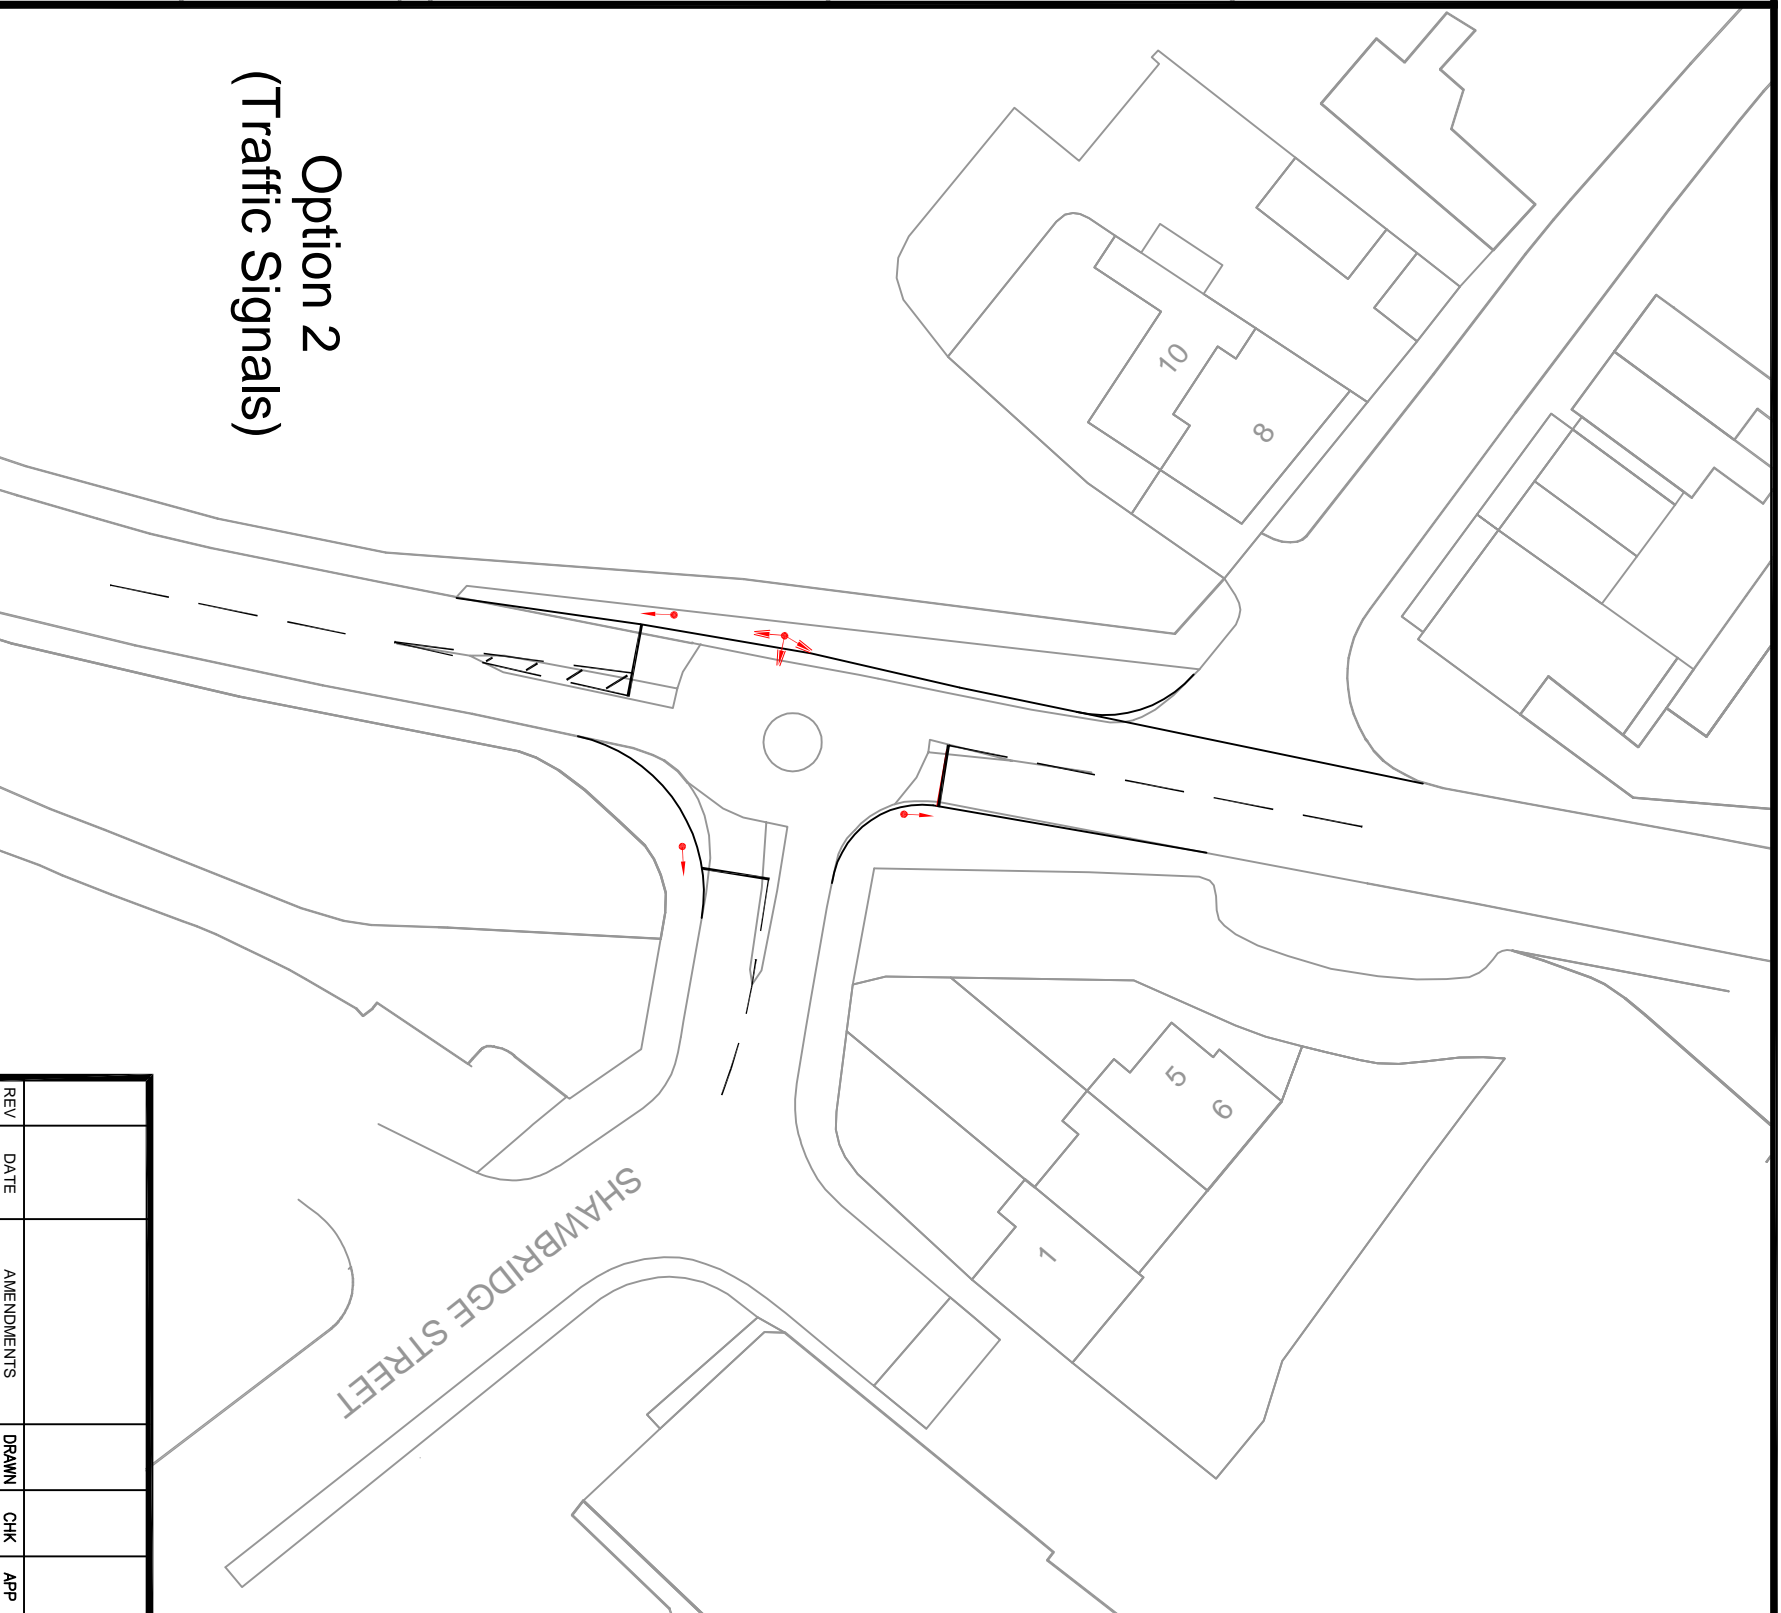 Option 2
(Traffic Signals)
10
8
5
6
1
SHAWBRIDGE STREET
REV
DATE
AMENDMENTS
DRAWN
CHK
APP